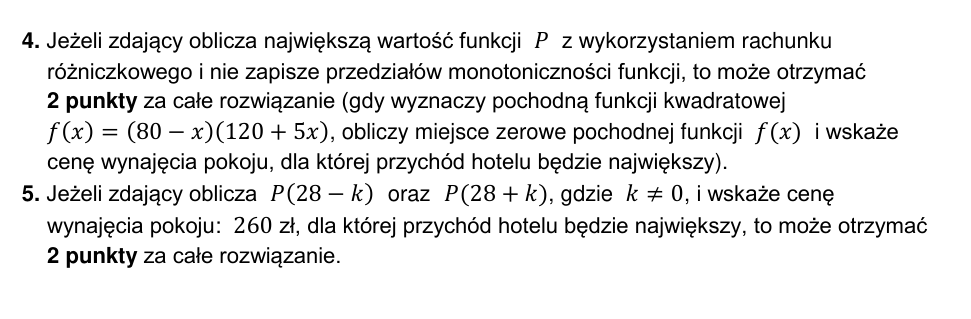 4. Jeżeli zdający oblicza największą wartość funkcji P z wykorzystaniem rachunku
różniczkowego i nie zapisze przedziałów monotoniczności funkcji, to może otrzymać
2 punkty za całe rozwiązanie (gdy wyznaczy pochodną funkcji kwadratowej
f(x) = (80 − x)(120 + 5x), obliczy miejsce zerowe pochodnej funkcji f(x) i wskaże
cenę wynajęcia pokoju, dla której przychód hotelu będzie największy).
5. Jeżeli zdający oblicza P(28 − k) oraz P(28 + k), gdzie k ≠ 0, i wskaże cenę
wynajęcia pokoju: 260 zł, dla której przychód hotelu będzie największy, to może otrzymać
2 punkty za całe rozwiązanie.